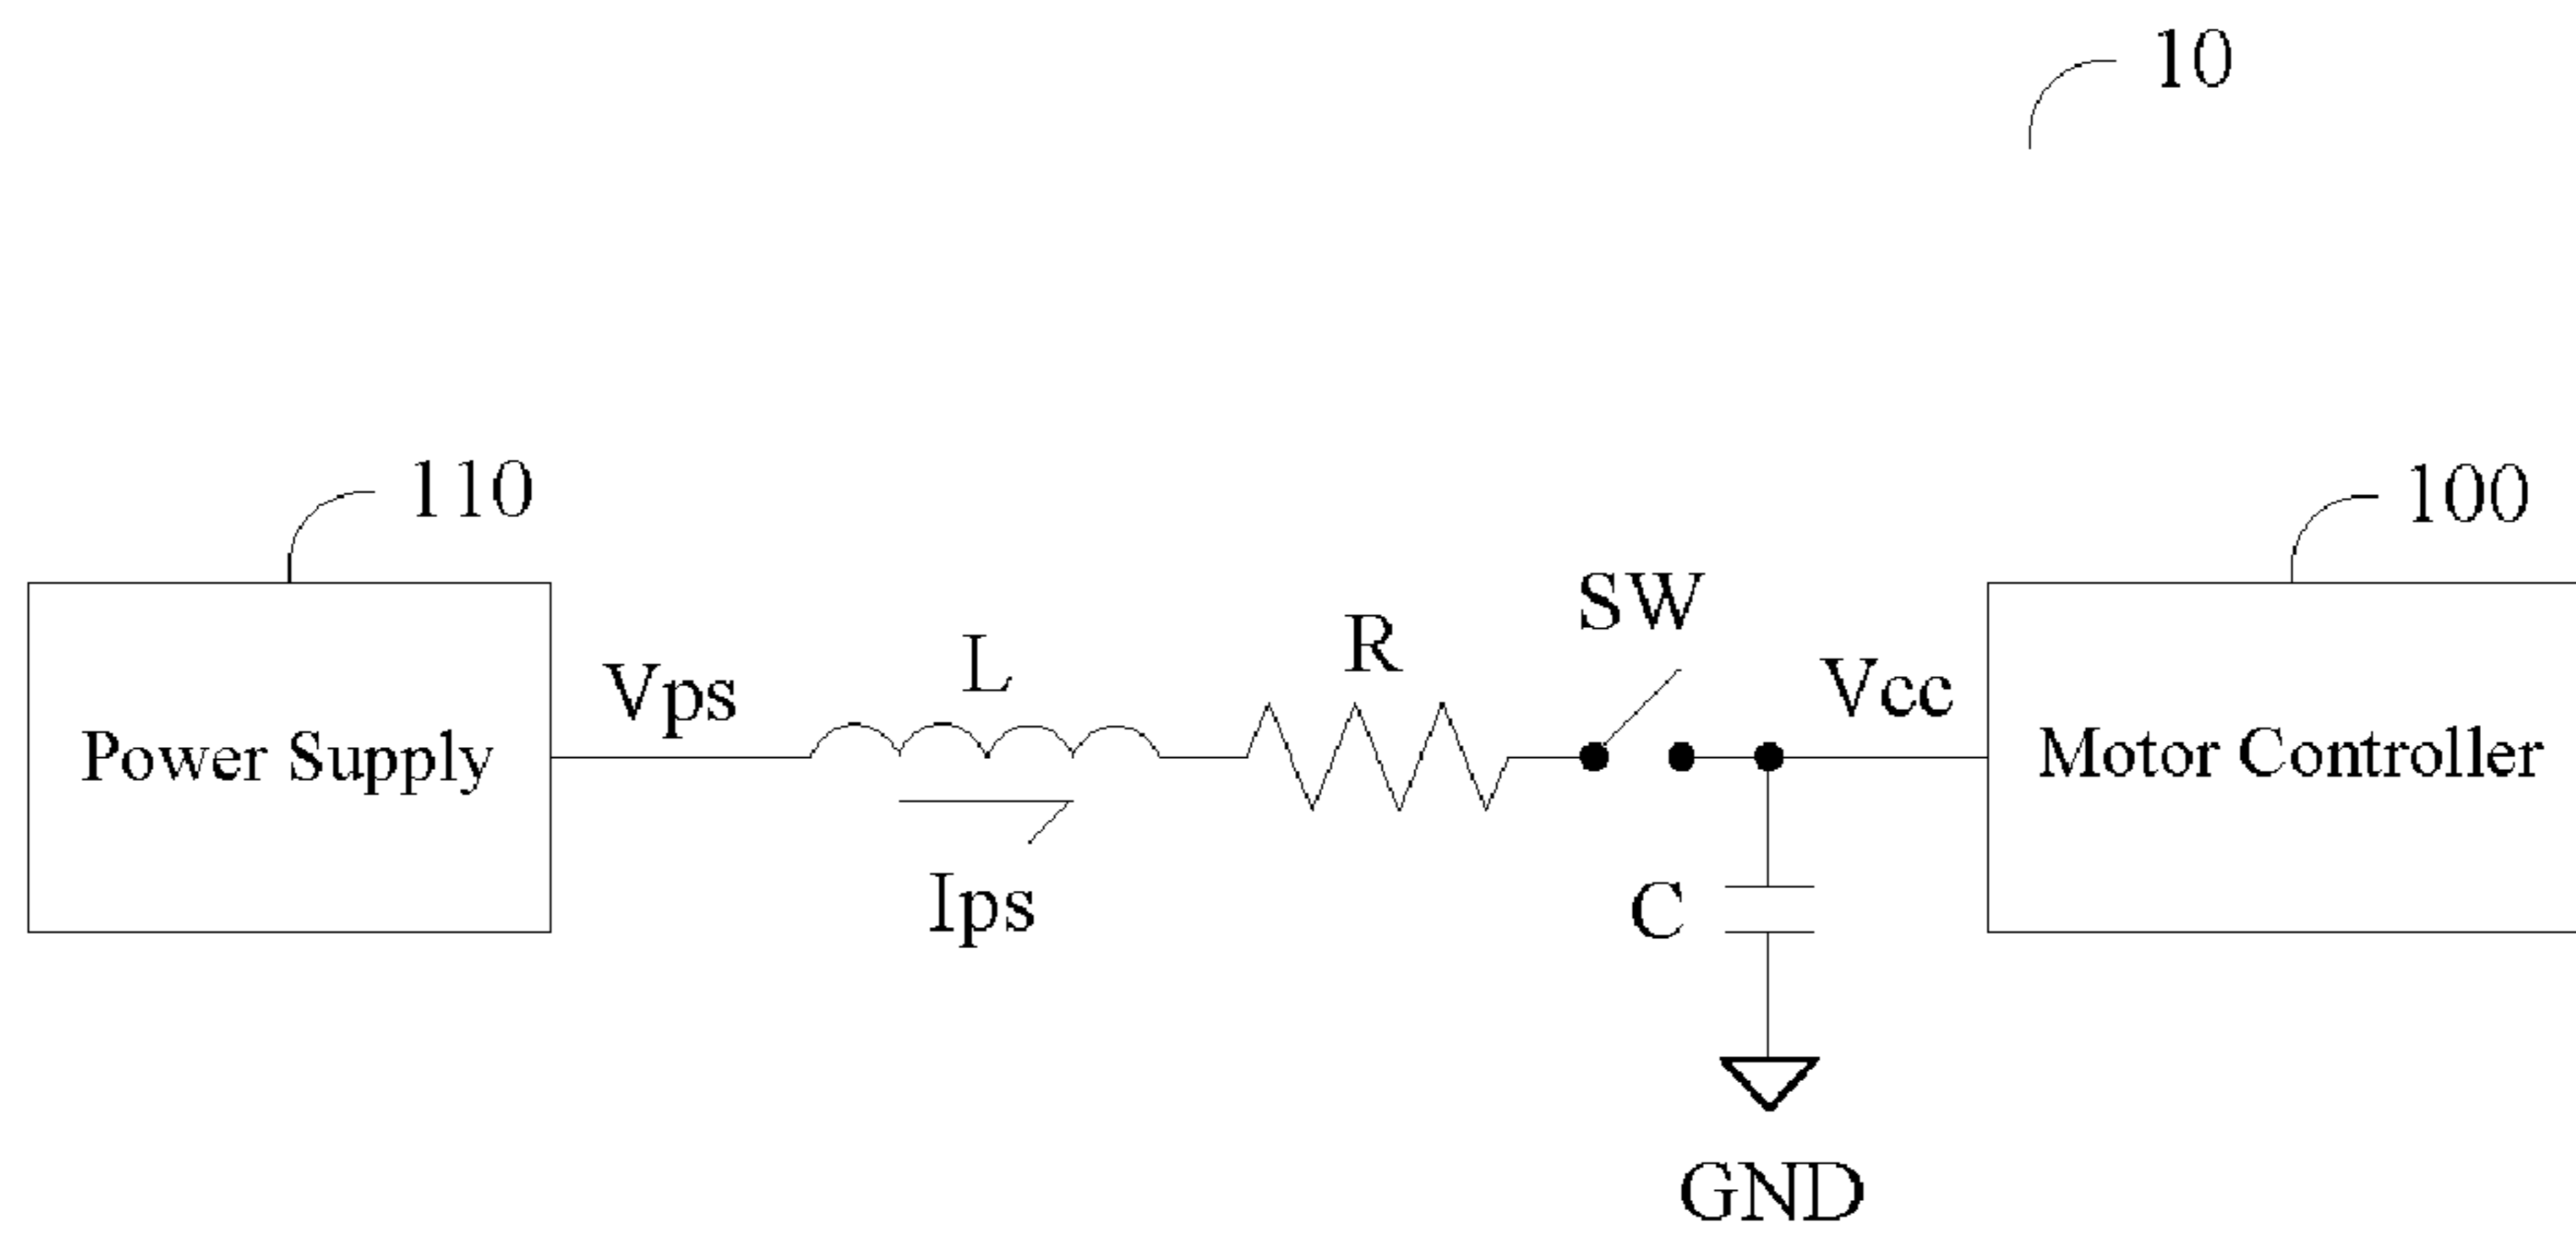 10
110
100
SW
R
L
Vps
Vcc
Power Supply
Motor Controller
Ips
C
GND